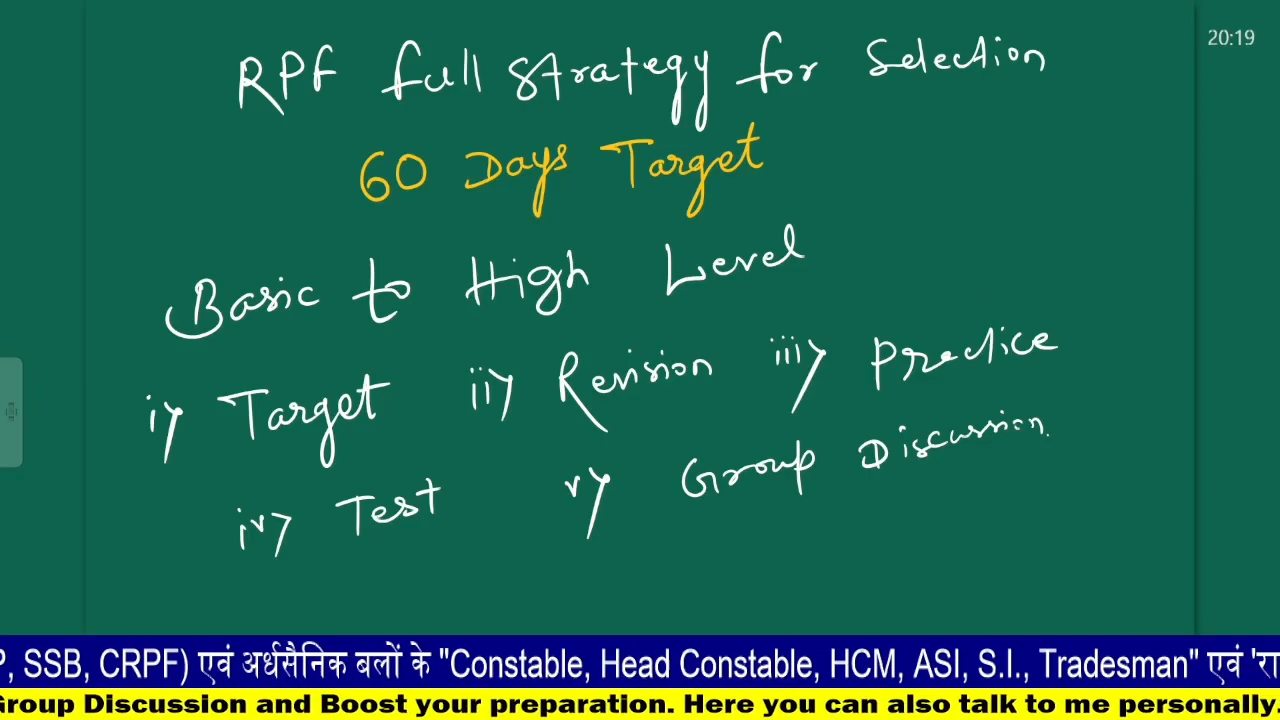 20:19
RPF full strategy for Selection
60 Days Target
Basic to High Level
i> Target ii> Revision iii> Practice
iv> Test v> Group Discussion.
P, SSB, CRPF) एवं अर्धसैनिक बलों के "Constable, Head Constable, HCM, ASI, S.I., Tradesman" एवं 'रा
Group Discussion and Boost your preparation. Here you can also talk to me personally.